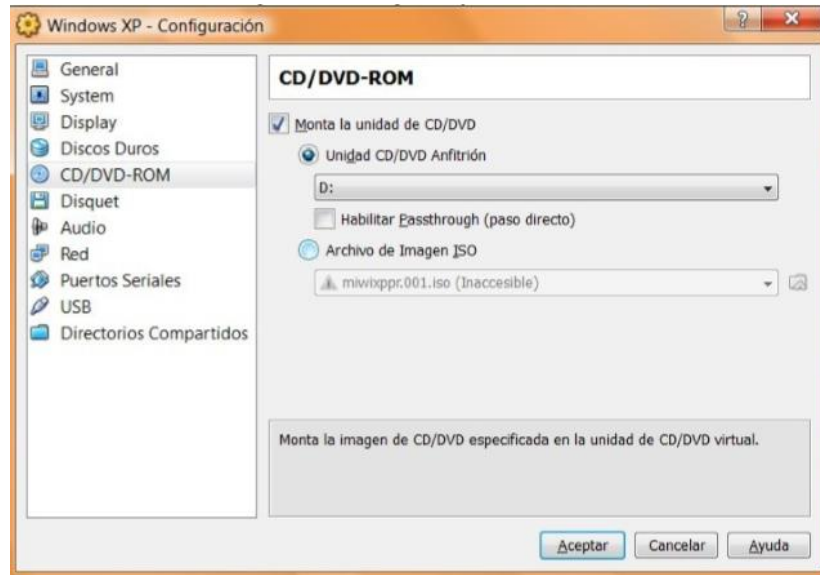 Windows XP - Configuración
?
X
General
System
Display
Discos Duros
CD/DVD-ROM
Disquet
Audio
Red
Puertos Seriales
USB
Directorios Compartidos
CD/DVD-ROM
Monta la unidad de CD/DVD
Unidad CD/DVD Anfitrión
D:
Habilitar Passthrough (paso directo)
Archivo de Imagen ISO
miwixppr.001.iso (Inaccesible)
Monta la imagen de CD/DVD especificada en la unidad de CD/DVD virtual.
Aceptar
Cancelar
Ayuda